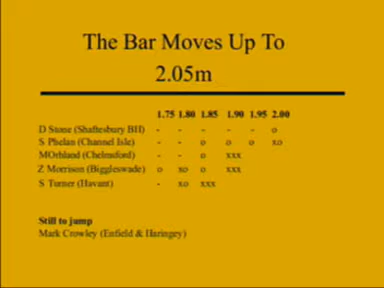 The Bar Moves Up To
2.05m
1.75 1.80 1.85 1.90 1.95 2.00
D Stone (Shaftesbury BH) - - - - - o
S Phelan (Channel Isle) - - o o o xo
MOrhland (Chelmsford) - - o xxx
Z Morrison (Biggleswade) o xo o xxx
S Turner (Havant) - xo xxx
Still to jump
Mark Crowley (Enfield & Haringey)